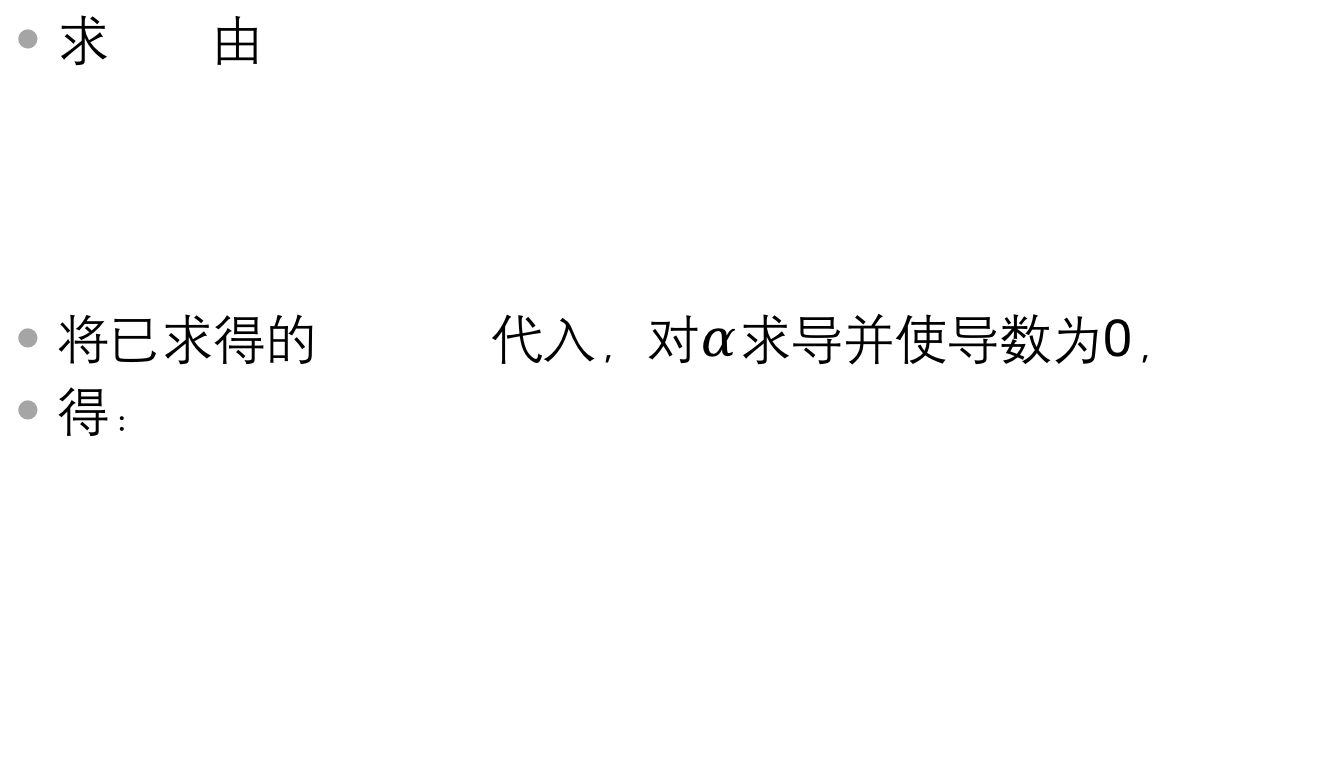 • 求 由
• 将已求得的 代入，对α求导并使导数为0，
• 得：